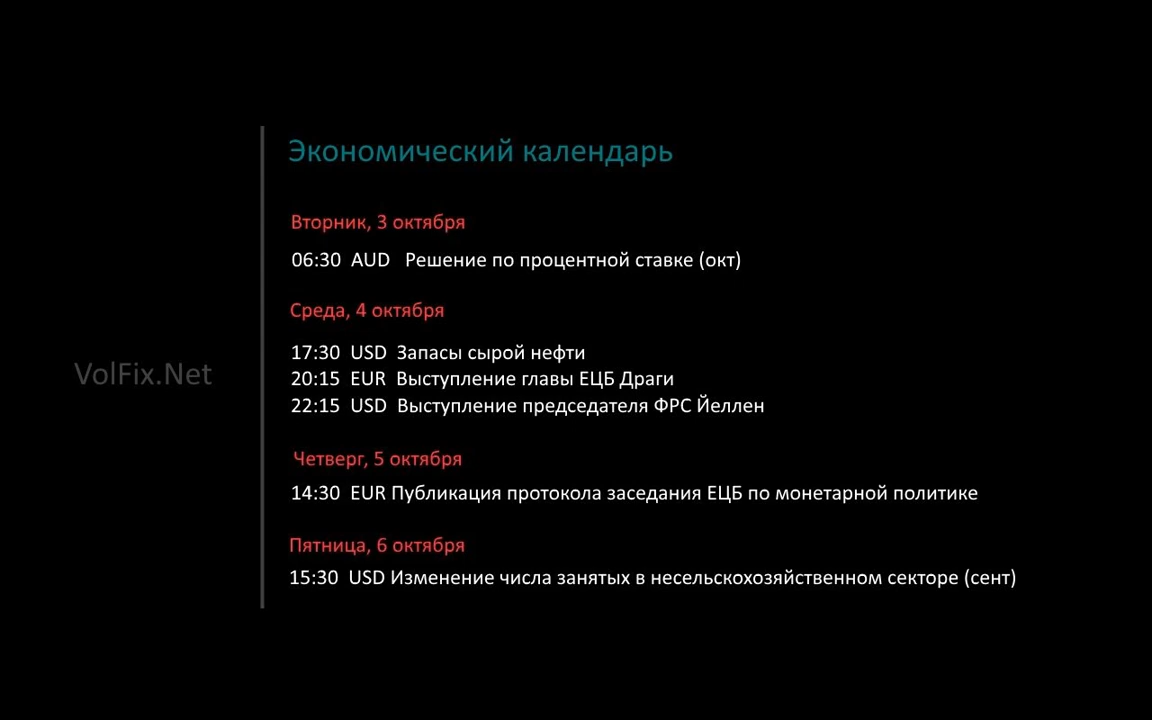 Экономический календарь
Вторник, 3 октября
06:30 AUD Решение по процентной ставке (окт)
Среда, 4 октября
17:30 USD Запасы сырой нефти
VolFix.Net
20:15 EUR Выступление главы ЕЦБ Драги
22:15 USD Выступление председателя ФРС Йеллен
Четверг, 5 октября
14:30 EUR Публикация протокола заседания ЕЦБ по монетарной политике
Пятница, 6 октября
15:30 USD Изменение числа занятых в несельскохозяйственном секторе (сент)